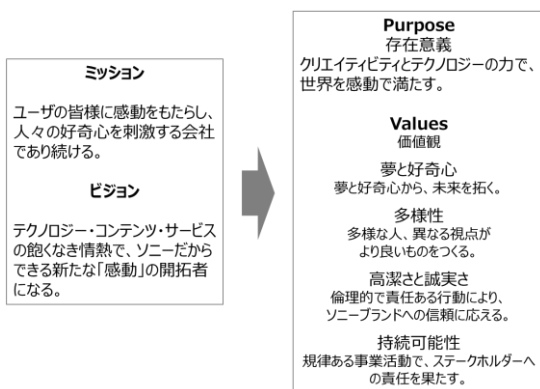 ミッション
ユーザの皆様に感動をもたらし、
人々の好奇心を刺激する会社
であり続ける。
ビジョン
テクノロジー・コンテンツ・サービス
の飽くなき情熱で、ソニーだから
できる新たな「感動」の開拓者
になる。
Purpose
存在意義
クリエイティビティとテクノロジーの力で、
世界を感動で満たす。
Values
価値観
夢と好奇心
夢と好奇心から、未来を拓く。
多様性
多様な人、異なる視点が
より良いものをつくる。
高潔さと誠実さ
倫理的で責任ある行動により、
ソニーブランドへの信頼に応える。
持続可能性
規律ある事業活動で、ステークホルダーへ
の責任を果たす。